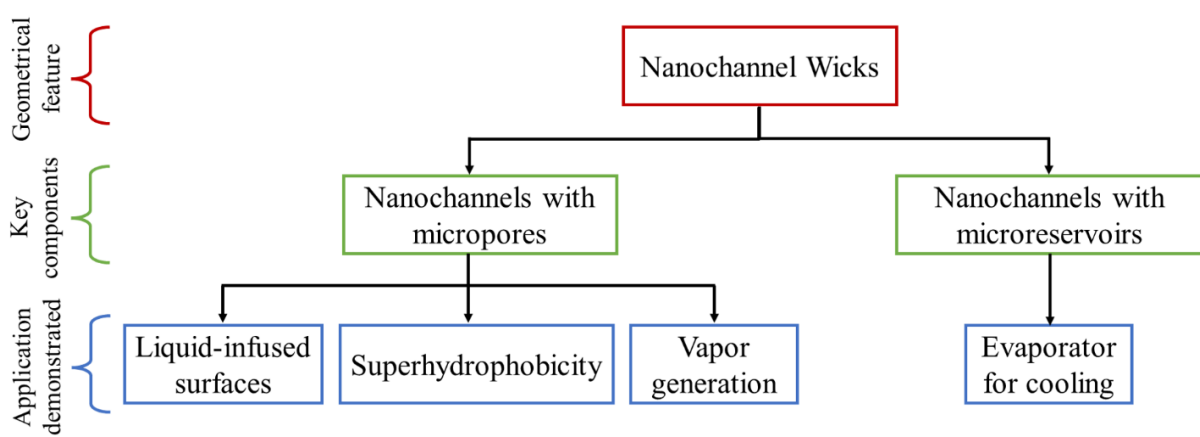 Geometrical
feature
Nanochannel Wicks
Key
components
Nanochannels with
micropores
Nanochannels with
microreservoirs
Application
demonstrated
Liquid-infused
surfaces
Superhydrophobicity
Vapor
generation
Evaporator
for cooling